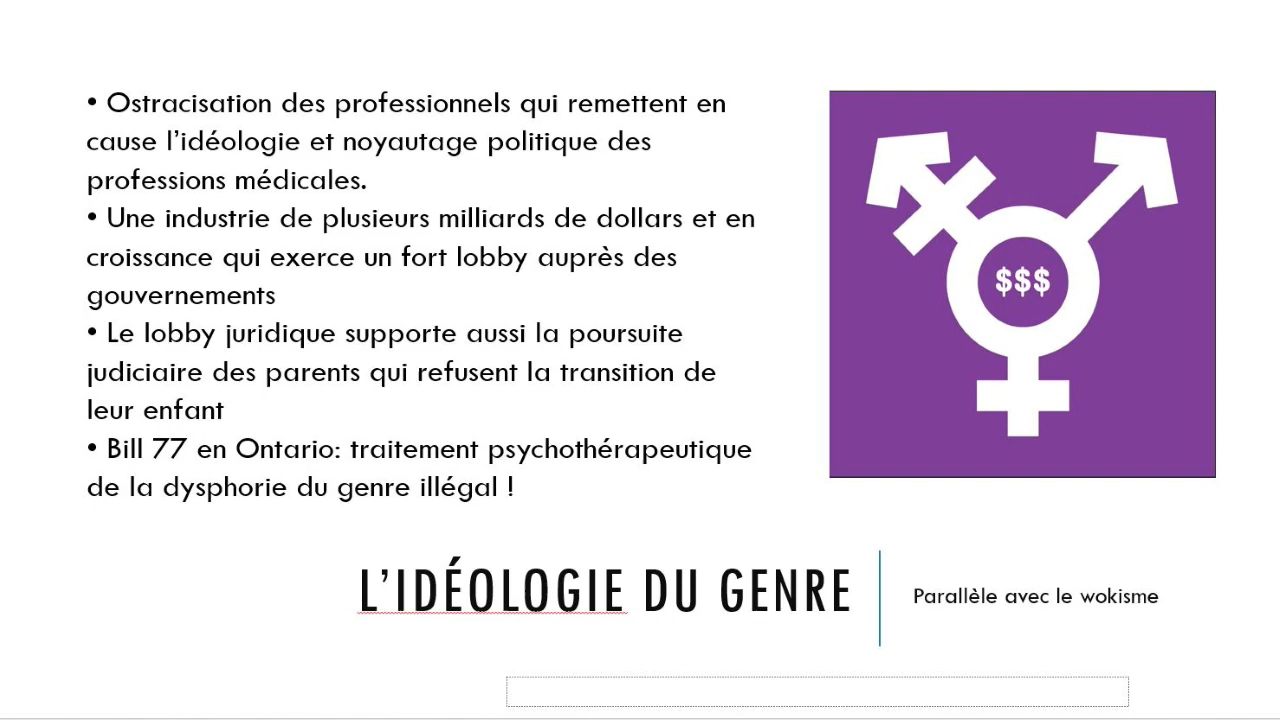 • Ostracisation des professionnels qui remettent en
cause l’idéologie et noyautage politique des
professions médicales.
• Une industrie de plusieurs milliards de dollars et en
croissance qui exerce un fort lobby auprès des
gouvernements
• Le lobby juridique supporte aussi la poursuite
judiciaire des parents qui refusent la transition de
leur enfant
• Bill 77 en Ontario: traitement psychothérapeutique
de la dysphorie du genre illégal !
$$$
L’IDÉOLOGIE DU GENRE
Parallèle avec le wokisme